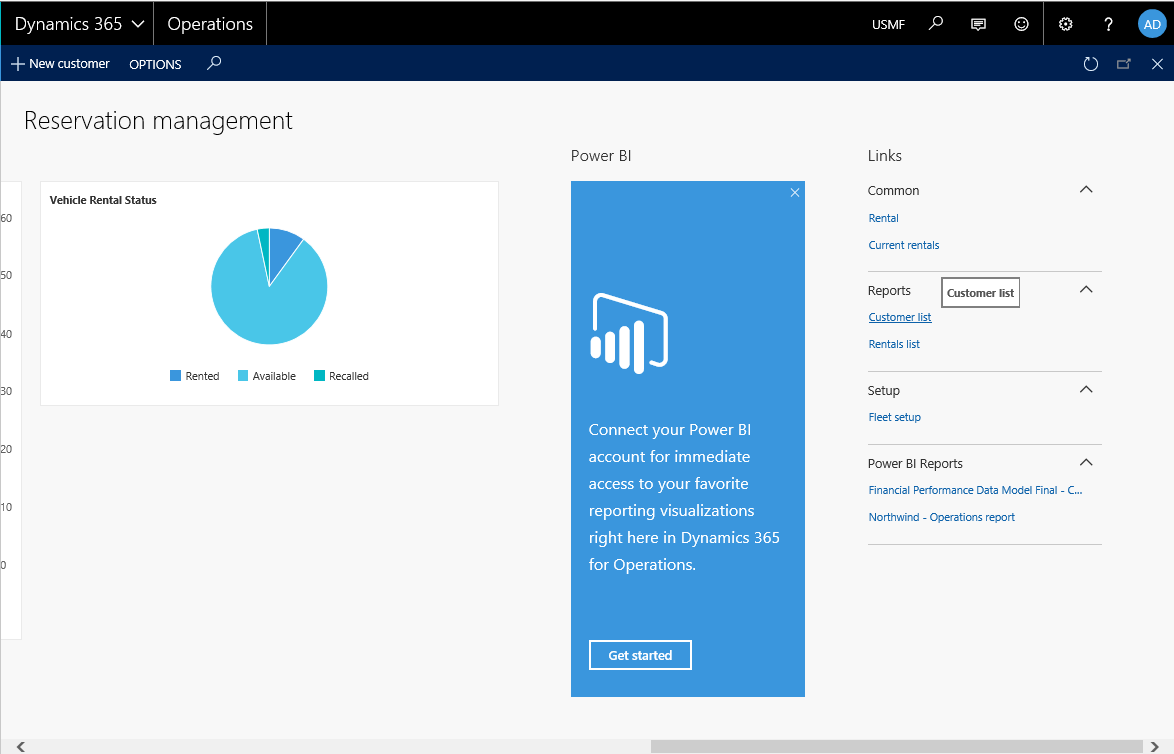 Dynamics 365 Operations USMF ? AD
New customer OPTIONS
Reservation management
60
50
40
30
20
10
0
Vehicle Rental Status
Rented Available Recalled
Power BI
Connect your Power BI
account for immediate
access to your favorite
reporting visualizations
right here in Dynamics 365
for Operations.
Get started
Links
Common
Rental
Current rentals
Reports
Customer list
Customer list
Rentals list
Setup
Fleet setup
Power BI Reports
Financial Performance Data Model Final - C...
Northwind - Operations report